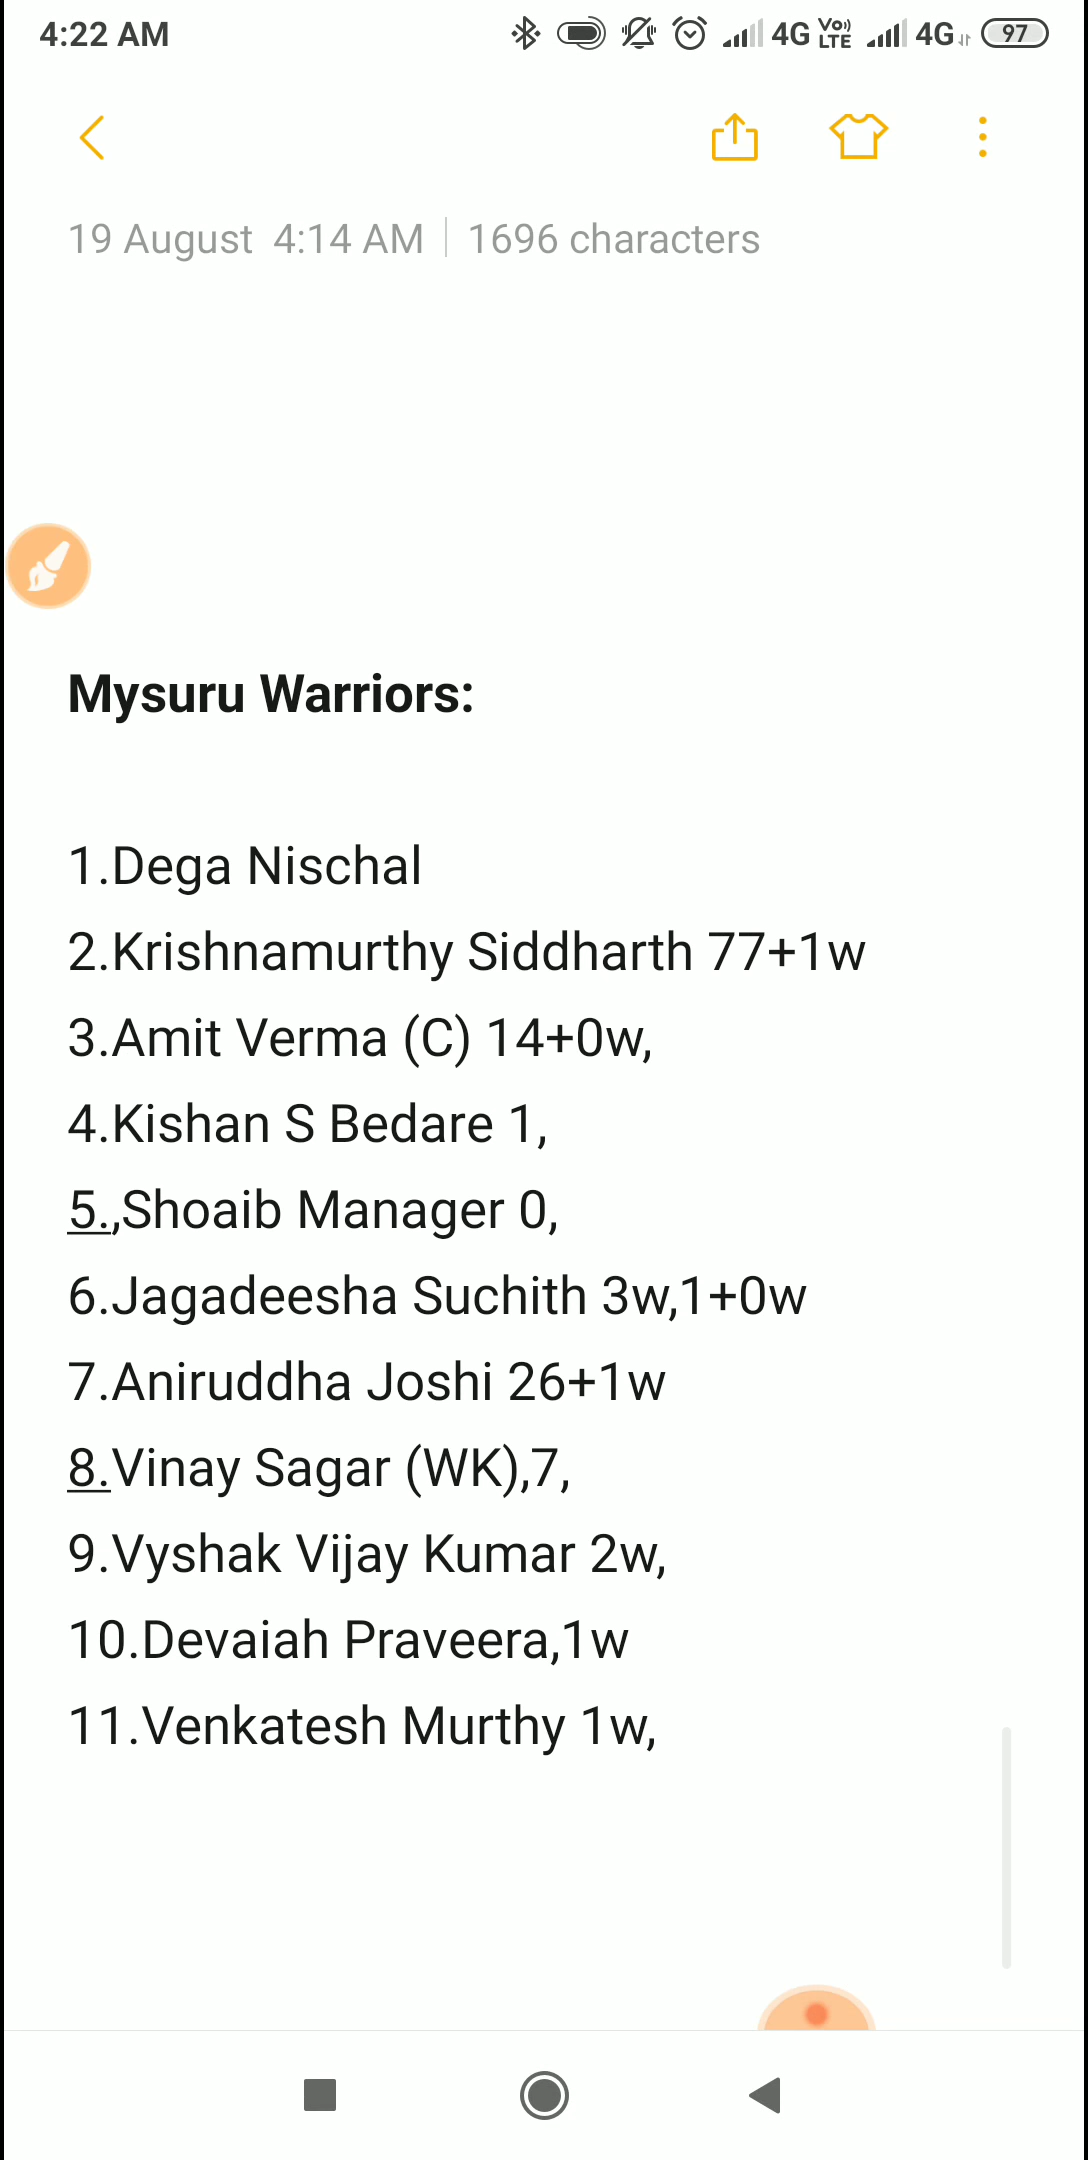 4:22 AM 4G Vo)) LTE 4G 97
19 August 4:14 AM | 1696 characters
Mysuru Warriors:
1.Dega Nischal
2.Krishnamurthy Siddharth 77+1w
3.Amit Verma (C) 14+0w,
4.Kishan S Bedare 1,
5.,Shoaib Manager 0,
6.Jagadeesha Suchith 3w,1+0w
7.Aniruddha Joshi 26+1w
8.Vinay Sagar (WK),7,
9.Vyshak Vijay Kumar 2w,
10.Devaiah Praveera,1w
11.Venkatesh Murthy 1w,